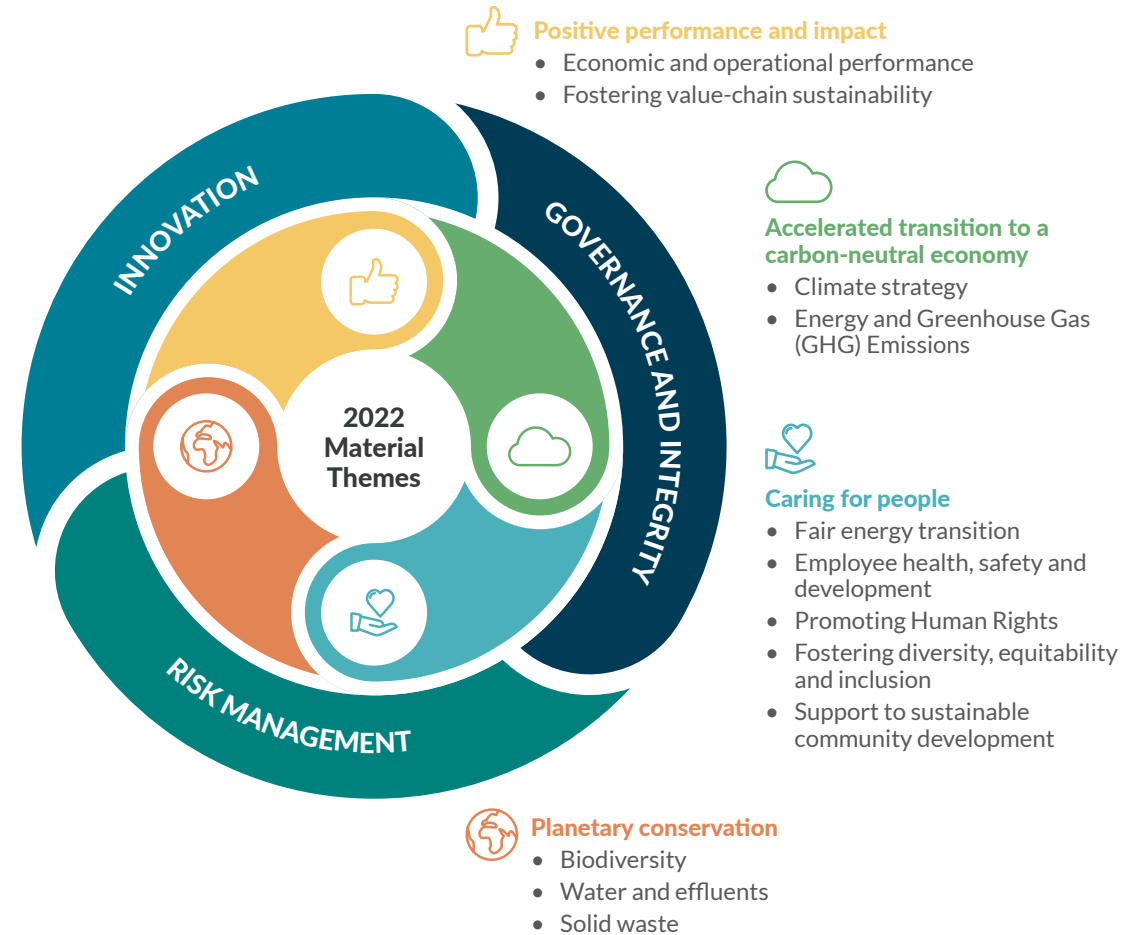 Positive performance and impact
• Economic and operational performance
• Fostering value-chain sustainability
INNOVATION
GOVERNANCE AND INTEGRITY
RISK MANAGEMENT
2022
Material
Themes
Accelerated transition to a
carbon-neutral economy
• Climate strategy
• Energy and Greenhouse Gas
(GHG) Emissions
Caring for people
• Fair energy transition
• Employee health, safety and
development
• Promoting Human Rights
• Fostering diversity, equitability
and inclusion
• Support to sustainable
community development
Planetary conservation
• Biodiversity
• Water and effluents
• Solid waste